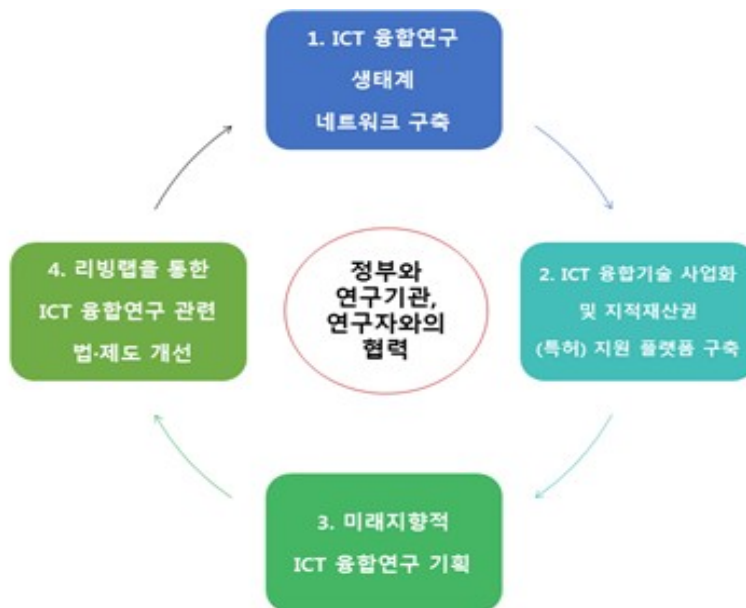 1. ICT 융합연구
생태계
네트워크 구축
2. ICT 융합기술 사업화
및 지적재산권
(특허) 지원 플랫폼 구축
3. 미래지향적
ICT 융합연구 기획
4. 리빙랩을 통한
ICT 융합연구 관련
법·제도 개선
정부와
연구기관,
연구자와의
협력